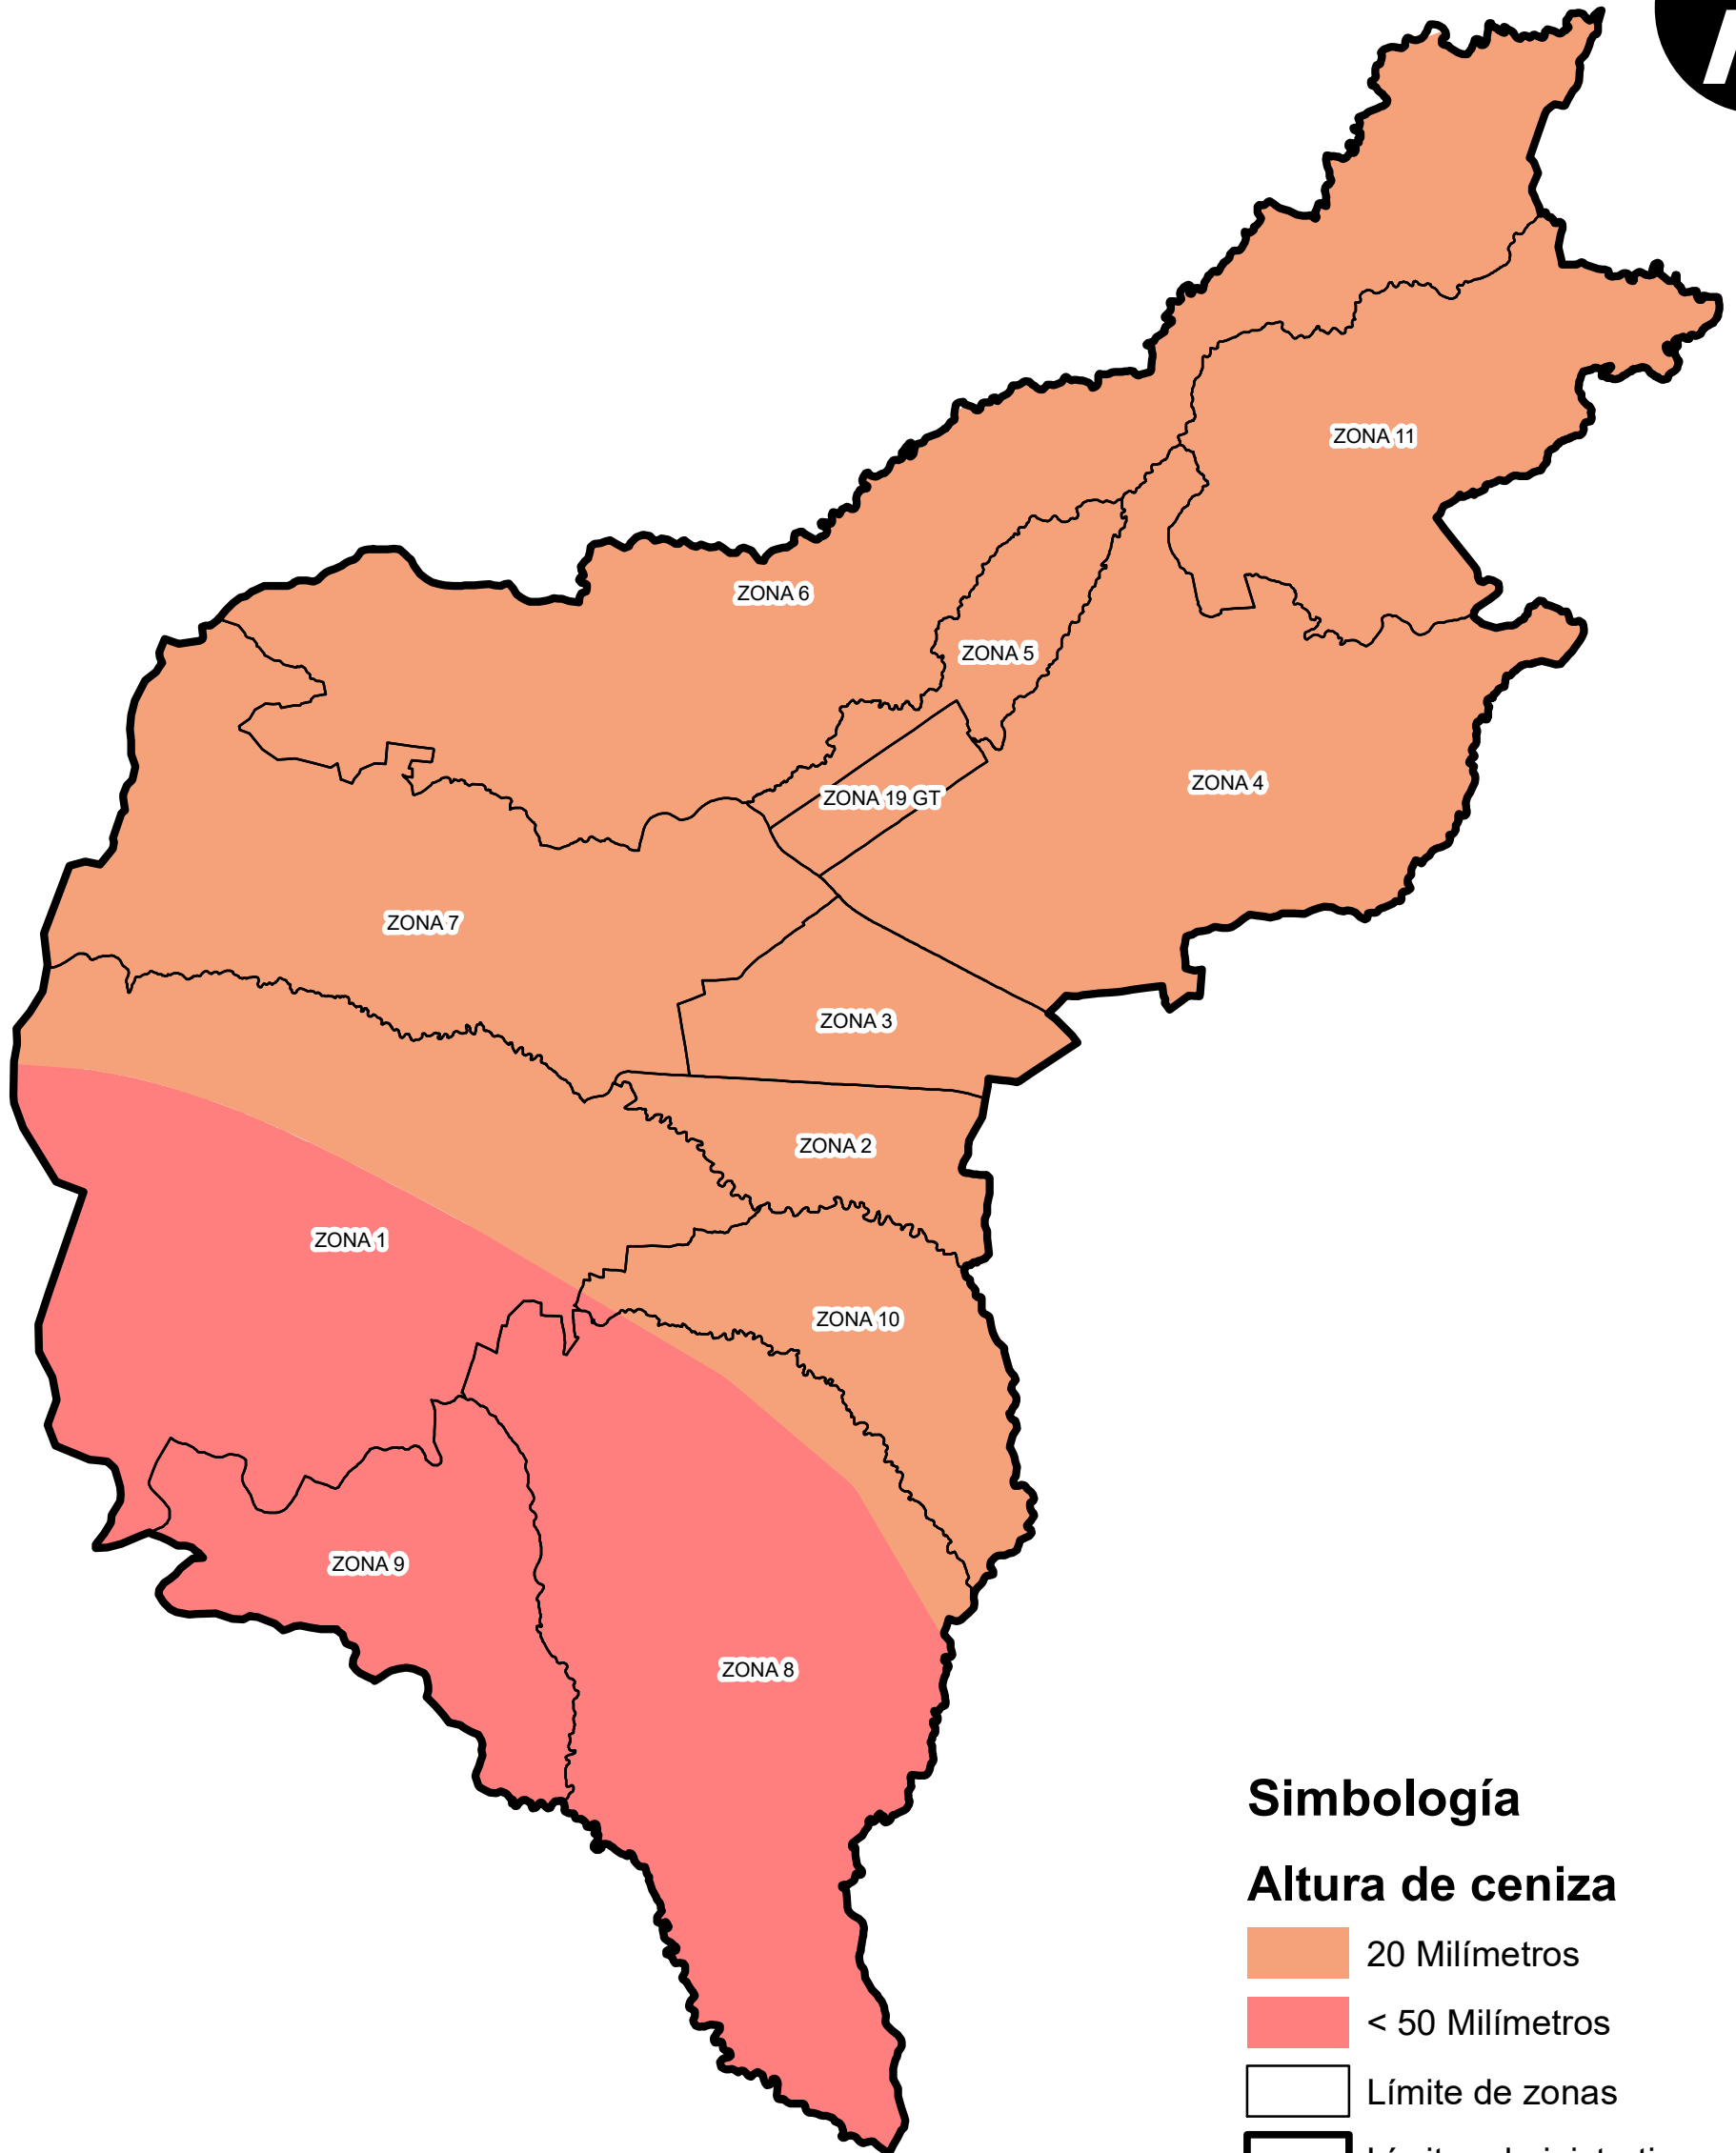 ZONA 11
ZONA 6
ZONA 5
ZONA 4
ZONA 19 GT
ZONA 7
ZONA 3
ZONA 2
ZONA 1
ZONA 10
ZONA 9
ZONA 8
Simbología
Altura de ceniza
20 Milímetros
< 50 Milímetros
Límite de zonas